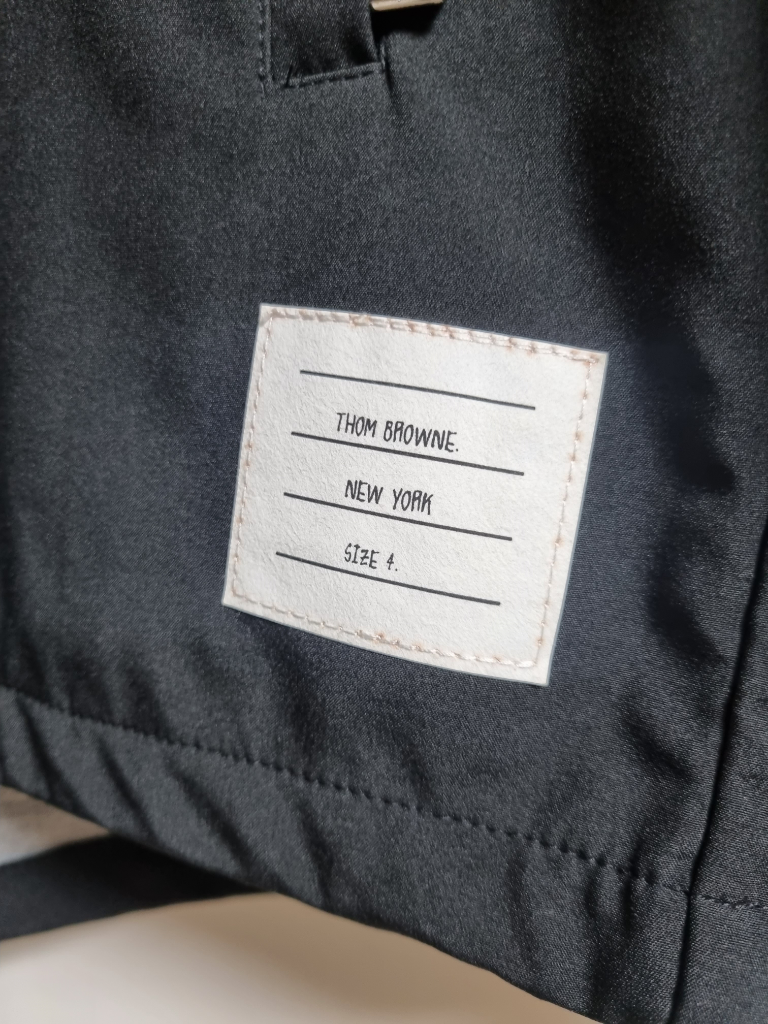 THOM BROWNE.
NEW YORK
SIZE 4.